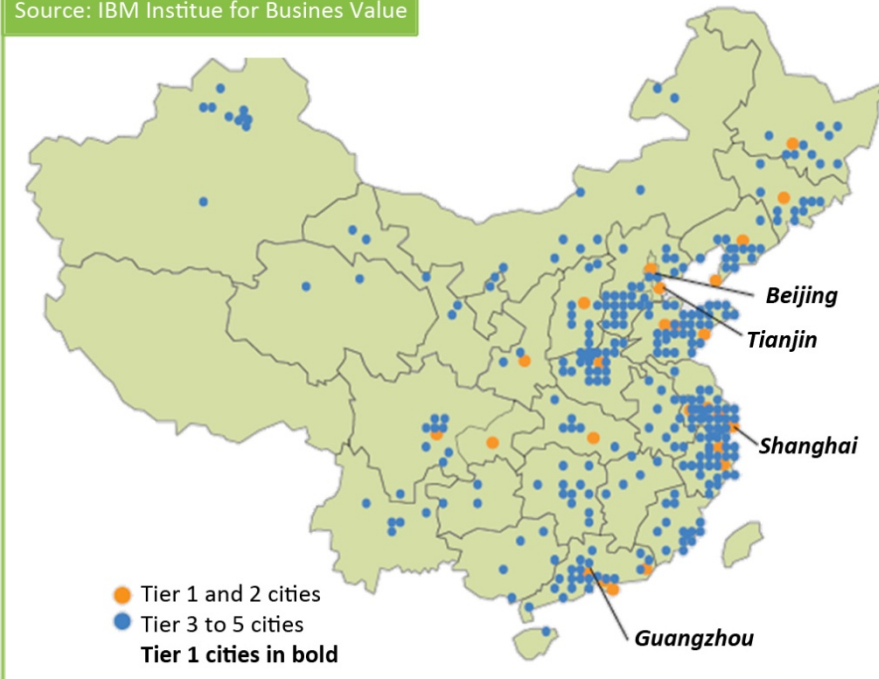 Source: IBM Institue for Busines Value
Beijing
Tianjin
Shanghai
Tier 1 and 2 cities
Tier 3 to 5 cities
Tier 1 cities in bold
Guangzhou